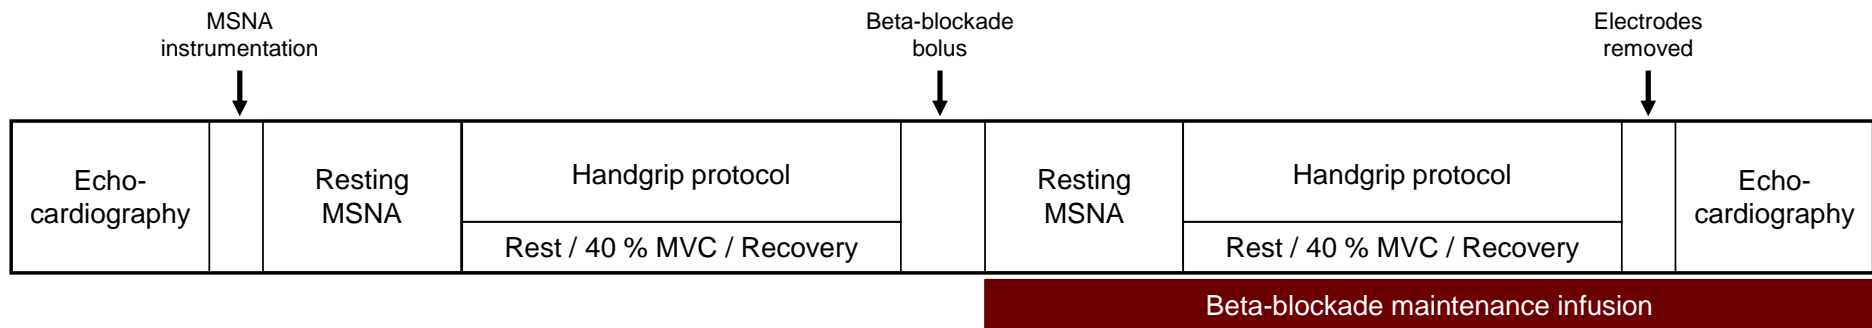 MSNA
instrumentation
Beta-blockade
bolus
Electrodes
removed
Echo-
cardiography
Resting
MSNA
Handgrip protocol
Rest / 40 % MVC / Recovery
Resting
MSNA
Handgrip protocol
Rest / 40 % MVC / Recovery
Echo-
cardiography
Beta-blockade maintenance infusion